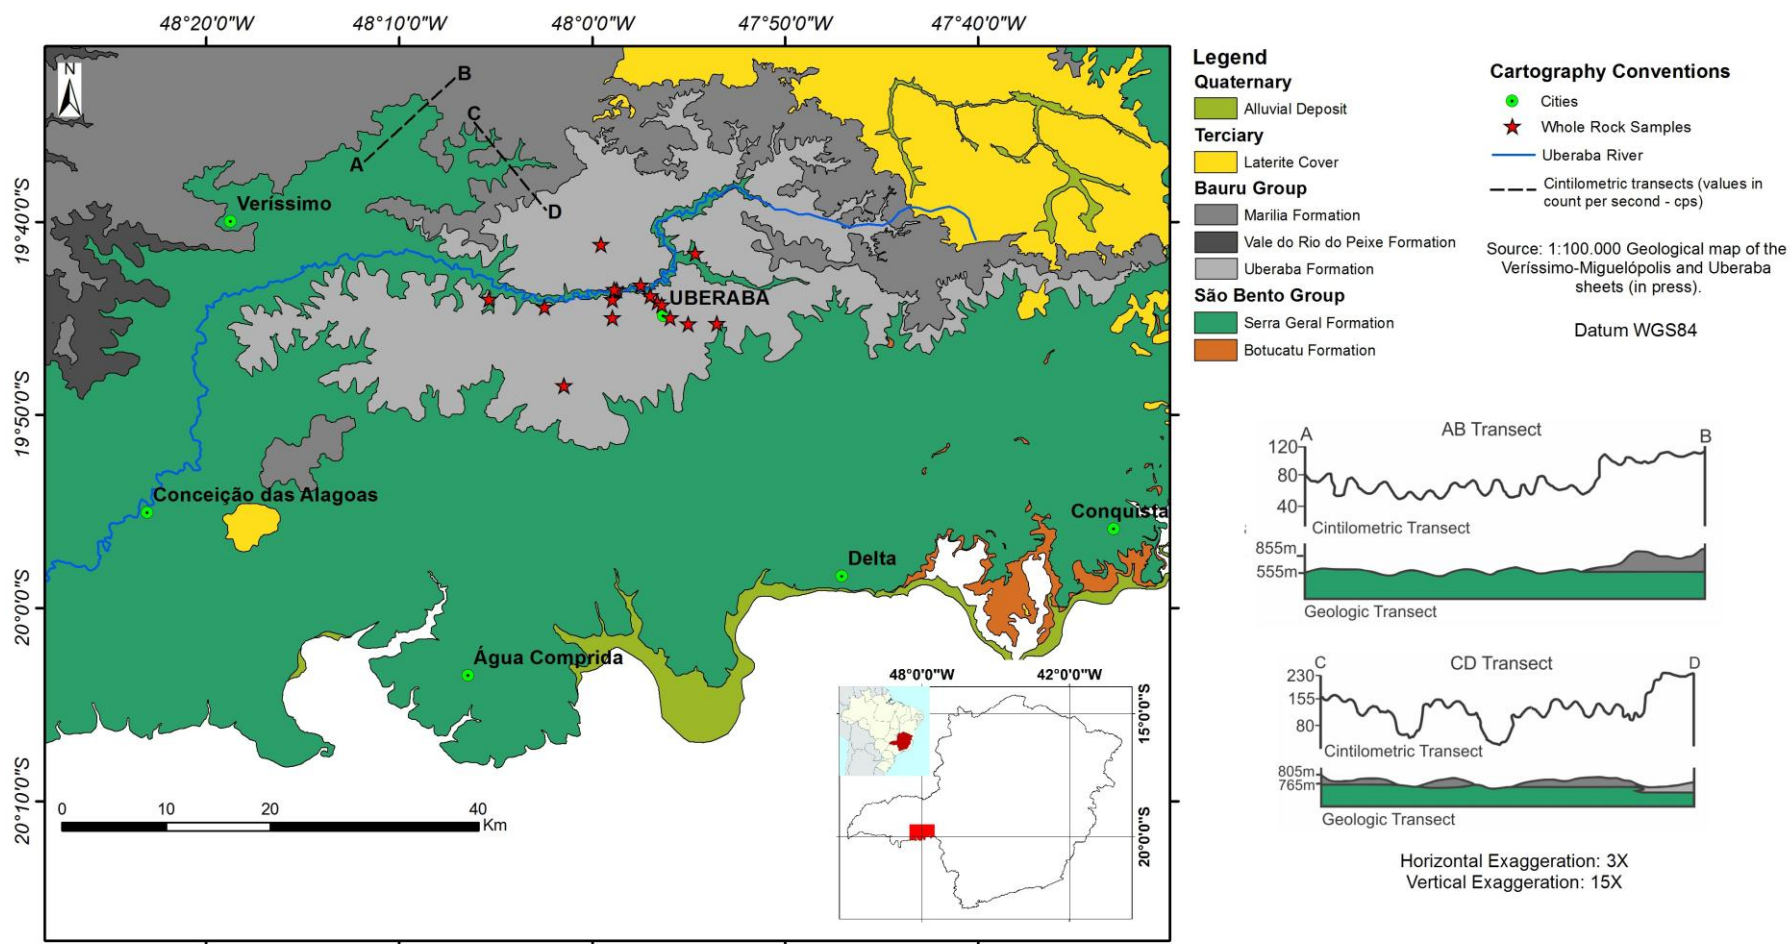 48°20'0"W
48°10'0"W
48°0'0"W
47°50'0"W
47°40'0"W
N
A
B
C
D
Veríssimo
UBERABA
Conceição das Alagoas
Conquista
Delta
Água Comprida
19°40'0"S
19°50'0"S
20°0'0"S
20°10'0"S
0
10
20
40
Km
48°0'0"W
42°0'0"W
15°0'0"S
20°0'0"S
Legend
Quaternary
Alluvial Deposit
Terciary
Laterite Cover
Bauru Group
Marilia Formation
Vale do Rio do Peixe Formation
Uberaba Formation
São Bento Group
Serra Geral Formation
Botucatu Formation
Cartography Conventions
Cities
Whole Rock Samples
Uberaba River
Cintilometric transects (values in
count per second - cps)
Source: 1:100.000 Geological map of the
Veríssimo-Miguelópolis and Uberaba
sheets (in press).
Datum WGS84
AB Transect
A
B
120
80
40
Cintilometric Transect
855m
555m
Geologic Transect
CD Transect
C
D
230
155
80
Cintilometric Transect
805m
765m
Geologic Transect
Horizontal Exaggeration: 3X
Vertical Exaggeration: 15X